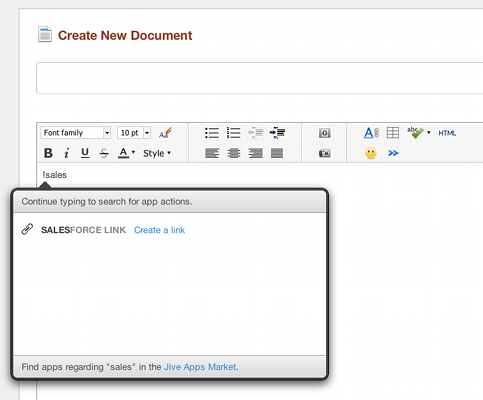 Create New Document
Font family 10 pt abc HTML
B i U S A Style
!sales
Continue typing to search for app actions.
SALESFORCE LINK Create a link
Find apps regarding "sales" in the Jive Apps Market.